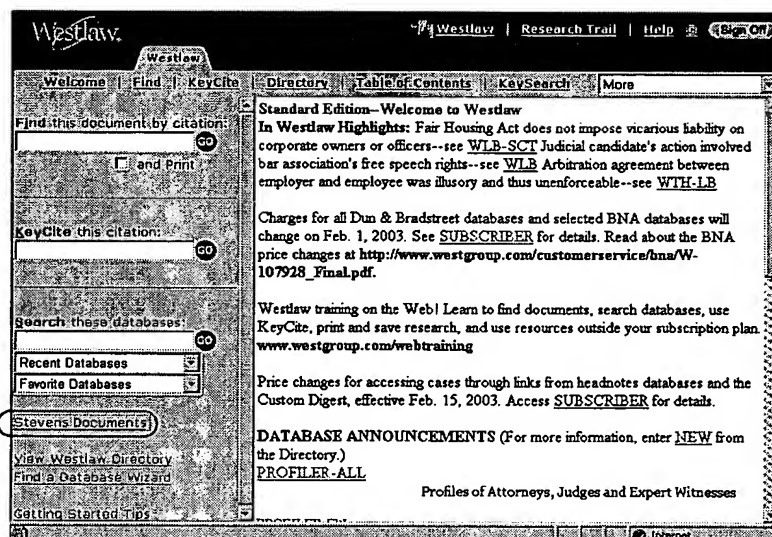 Westlaw.
Westlaw | Research Trail | Help
Sign Off
Westlaw
Welcome | Find | KeyCite | Directory | Table of Contents | KeySearch More
Find this document by citation:
GO
and Print
KeyCite this citation:
GO
Search these databases:
GO
Recent Databases
Favorite Databases
Stevens Documents
View Westlaw Directory
Find a Database Wizard
Getting Started Tips
Standard Edition--Welcome to Westlaw
In Westlaw Highlights: Fair Housing Act does not impose vicarious liability on
corporate owners or officers--see WLB-SCT Judicial candidate's action involved
bar association's free speech rights--see WLB Arbitration agreement between
employer and employee was illusory and thus unenforceable--see WTH-LB
Charges for all Dun & Bradstreet databases and selected BNA databases will
change on Feb. 1, 2003. See SUBSCRIBER for details. Read about the BNA
price changes at http://www.westgroup.com/customerservice/bna/W-
107928_Final.pdf.
Westlaw training on the Web! Learn to find documents, search databases, use
KeyCite, print and save research, and use resources outside your subscription plan.
www.westgroup.com/webtraining
Price changes for accessing cases through links from headnotes databases and the
Custom Digest, effective Feb. 15, 2003. Access SUBSCRIBER for details.
DATABASE ANNOUNCEMENTS (For more information, enter NEW from
the Directory.)
PROFILER-ALL
Profiles of Attorneys, Judges and Expert Witnesses
Internet